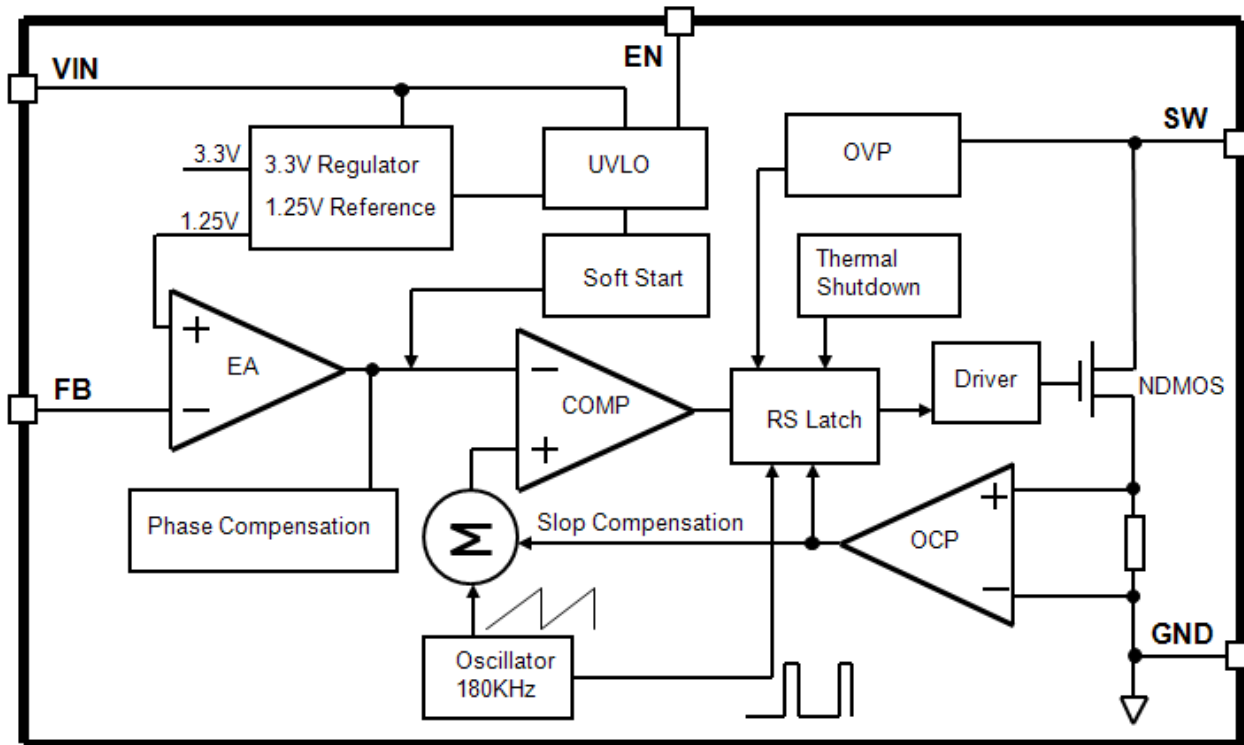 EN
VIN
SW
3.3V
3.3V Regulator
1.25V Reference
1.25V
UVLO
OVP
Soft Start
Thermal
Shutdown
EA
FB
COMP
RS Latch
Driver
NDMOS
Phase Compensation
Σ
Slop Compensation
OCP
Oscillator
180KHz
GND